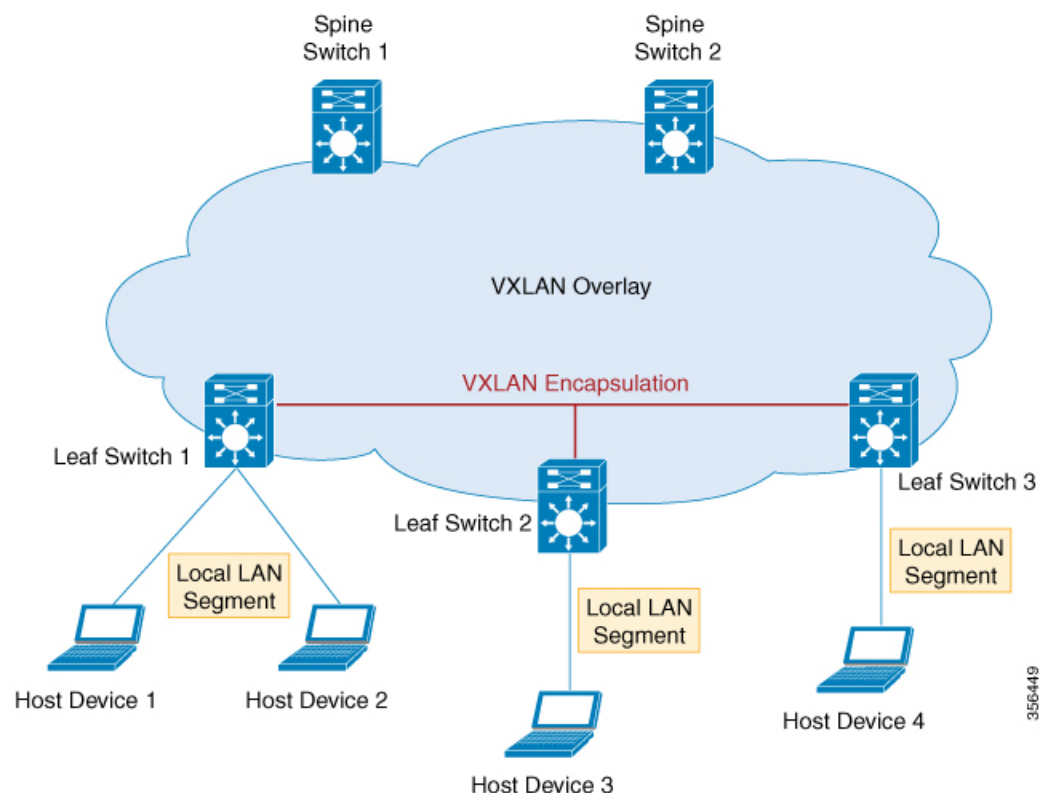 Spine
Switch 1
Spine
Switch 2
VXLAN Overlay
VXLAN Encapsulation
Leaf Switch 1
Leaf Switch 2
Leaf Switch 3
Local LAN
Segment
Local LAN
Segment
Local LAN
Segment
Host Device 1
Host Device 2
Host Device 3
Host Device 4
356449